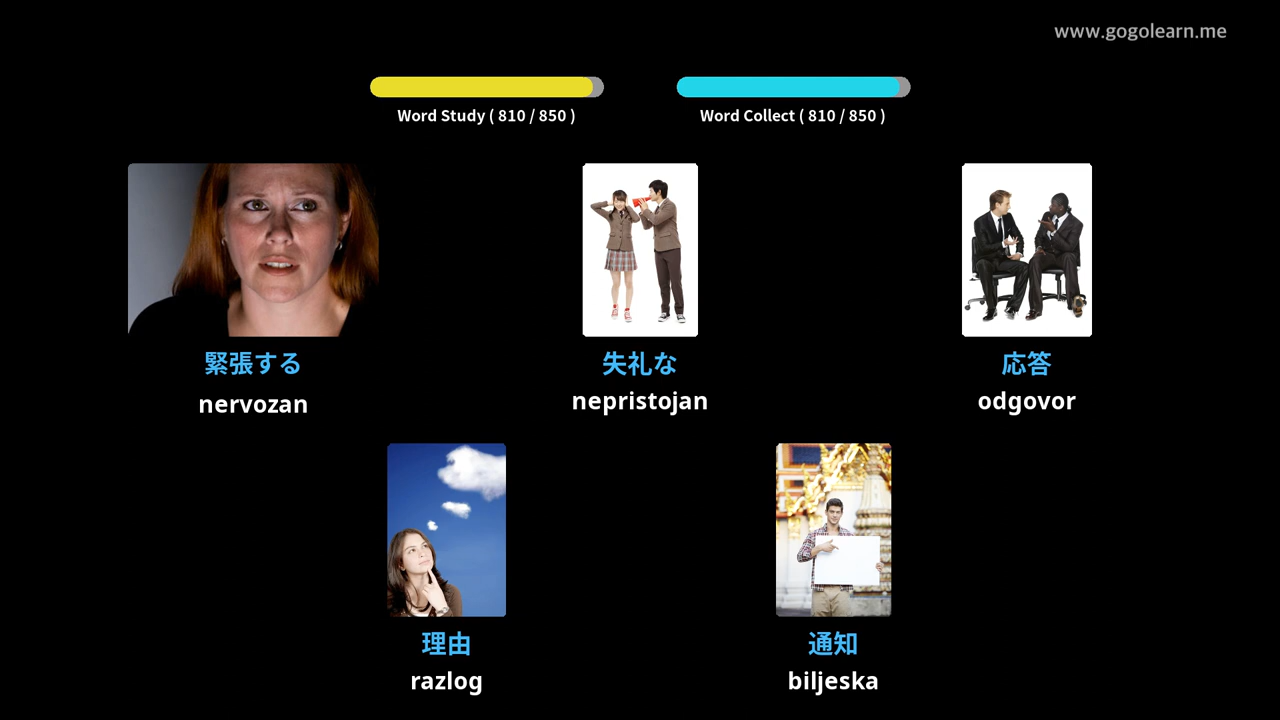 www.gogolearn.me
Word Study ( 810 / 850 )
Word Collect ( 810 / 850 )
緊張する
nervozan
失礼な
nepristojan
応答
odgovor
理由
razlog
通知
biljeska